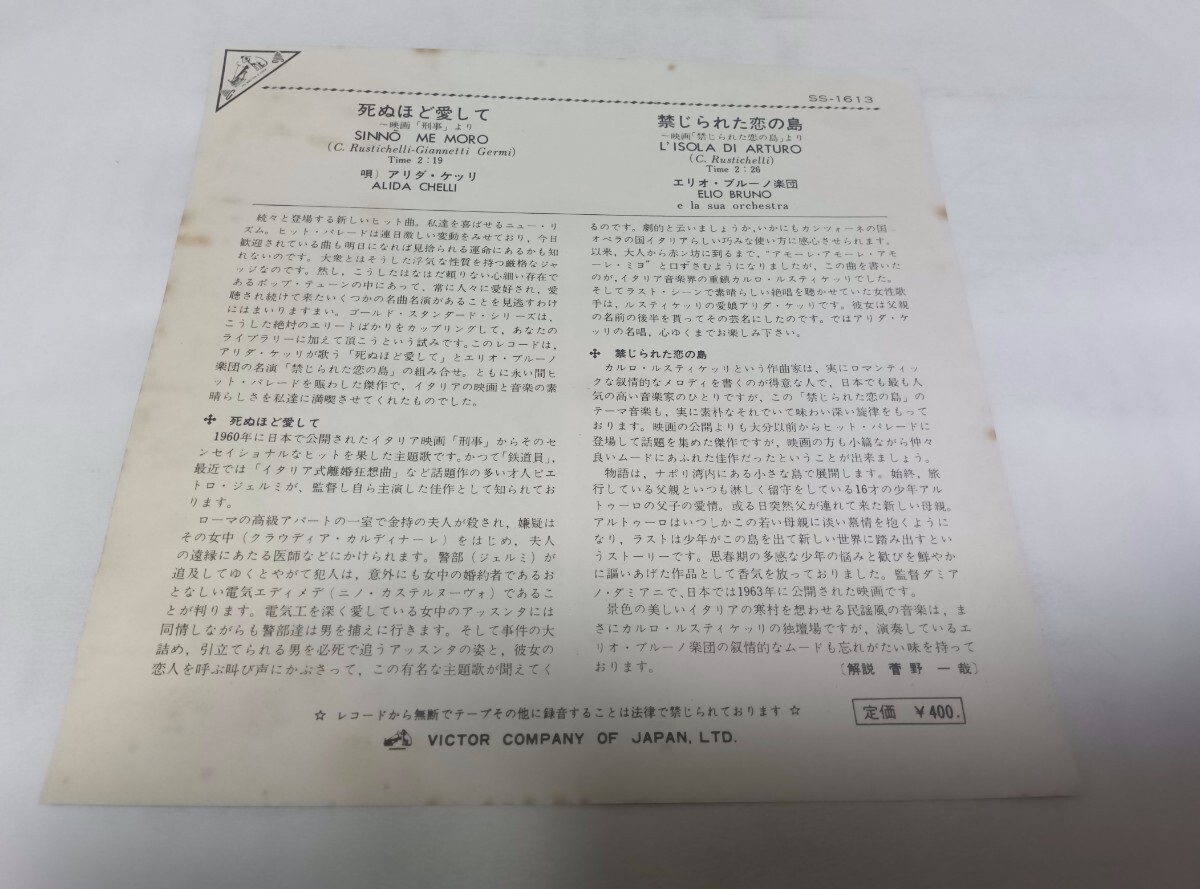 SS-1613
死ぬほど愛して
〜映画「刑事」より
SINNÒ ME MORO
(C. Rustichelli-Giannetti Germi)
Time 2：19
唄) アリダ・ケッリ
ALIDA CHELLI
禁じられた恋の島
〜映画「禁じられた恋の島」より
L'ISOLA DI ARTURO
(C. Rustichelli)
Time 2：26
エリオ・ブルーノ楽団
ELIO BRUNO
e la sua orchestra
続々と登場する新しいヒット曲。私達を喜ばせるニュー・リ
ズム。ヒット・パレードは連日激しい変動をみせており、今日
歓迎されている曲も明日になれば見捨られる運命にあるかも知
れないのです。大衆とはそうした浮気な性質を持つ厳格なジャ
ッジなのです。然し、こうしたはなはだ頼りない心細い存在で
あるポップ・テューンの中にあって、常に人々に愛好され、愛
聴され続けて来たいくつかの名曲名演があることを見逃すわけ
にはまいりますまい。ゴールド・スタンダード・シリーズは、
こうした絶対のエリートばかりをカップリングして、あなたの
ライブラリーに加えて頂こうという試みです。このレコードは、
アリダ・ケッリが歌う「死ぬほど愛して」とエリオ・ブルーノ
楽団の名演「禁じられた恋の島」の組み合せ。ともに永い間ヒ
ット・パレードを賑わした傑作で、イタリアの映画と音楽の素
晴らしさを私達に満喫させてくれたものでした。
✣ 死ぬほど愛して
1960年に日本で公開されたイタリア映画「刑事」からそのセ
ンセイショナルなヒットを果した主題歌です。かつて「鉄道員」、
最近では「イタリア式離婚狂想曲」など話題作の多い才人ピエ
トロ・ジェルミが、監督し自ら主演した佳作として知られてお
ります。
ローマの高級アパートの一室で金持の夫人が殺され、嫌疑は
その女中（クラウディア・カルディナーレ）をはじめ、夫人
の遠縁にあたる医師などにかけられます。警部（ジェルミ）が
追及してゆくとやがて犯人は、意外にも女中の婚約者であるお
となしい電気工ディオメデ（ニノ・カステルヌーヴォ）であるこ
とが判ります。電気工を深く愛している女中のアッスンタには
同情しながらも警部達は男を捕えに行きます。そして事件の大
詰め、引立てられる男を必死で追うアッスンタの姿と、彼女の
恋人を呼ぶ叫び声にかぶさって、この有名な主題歌が聞えてく
るのです。劇的と云いましょうか、いかにもカンツォーネの国、
オペラの国イタリアらしい巧みな使い方に感心させられます。
以来、大人から赤ン坊に到るまで、“アモーレ・アモーレ・アモ
ーレ・ミヨ”と口ずさむようになりましたが、この曲を書いた
のが、イタリア音楽界の重鎮カルロ・ルスティケッリでした。
そしてラスト・シーンで素晴らしい絶唱を聴かせていた女性歌
手は、ルスティケッリの愛娘アリダ・ケッリです。彼女は父親
の名前の後半を貰ってその芸名にしたのです。ではアリダ・ケ
ッリの名唱、心ゆくまでお楽しみ下さい。
✣ 禁じられた恋の島
カルロ・ルスティケッリという作曲家は、実にロマンティッ
クな叙情的なメロディを書くのが得意な人で、日本でも最も人
気の高い音楽家のひとりですが、この「禁じられた恋の島」の
テーマ音楽も、実に素朴なそれでいて味わい深い旋律をもって
おります。映画の公開よりも大分以前からヒット・パレードに
登場して話題を集めた傑作ですが、映画の方も小篇ながら仲々
良いムードにあふれた佳作だったということが出来ましょう。
物語は、ナポリ湾内にある小さな島で展開します。始終、旅
行している父親といつも淋しく留守をしている16才の少年アル
トゥーロの父子の愛情。或る日突然父が連れて来た新しい母親。
アルトゥーロはいつしかこの若い母親に淡い慕情を抱くように
なり、ラストは少年がこの島を出て新しい世界に踏み出すとい
うストーリーです。思春期の多感な少年の悩みと歓びを鮮やか
に謳いあげた作品として香気を放っておりました。監督ダミア
ノ・ダミアニで、日本では1963年に公開された映画です。
景色の美しいイタリアの寒村を想わせる民謡風の音楽は、ま
さにカルロ・ルスティケッリの独壇場ですが、演奏しているエ
リオ・ブルーノ楽団の叙情的なムードも忘れがたい味を持って
おります。
〔解説 菅野一哉〕
☆ レコードから無断でテープその他に録音することは法律で禁じられております ☆
定価 ￥400.
VICTOR COMPANY OF JAPAN, LTD.